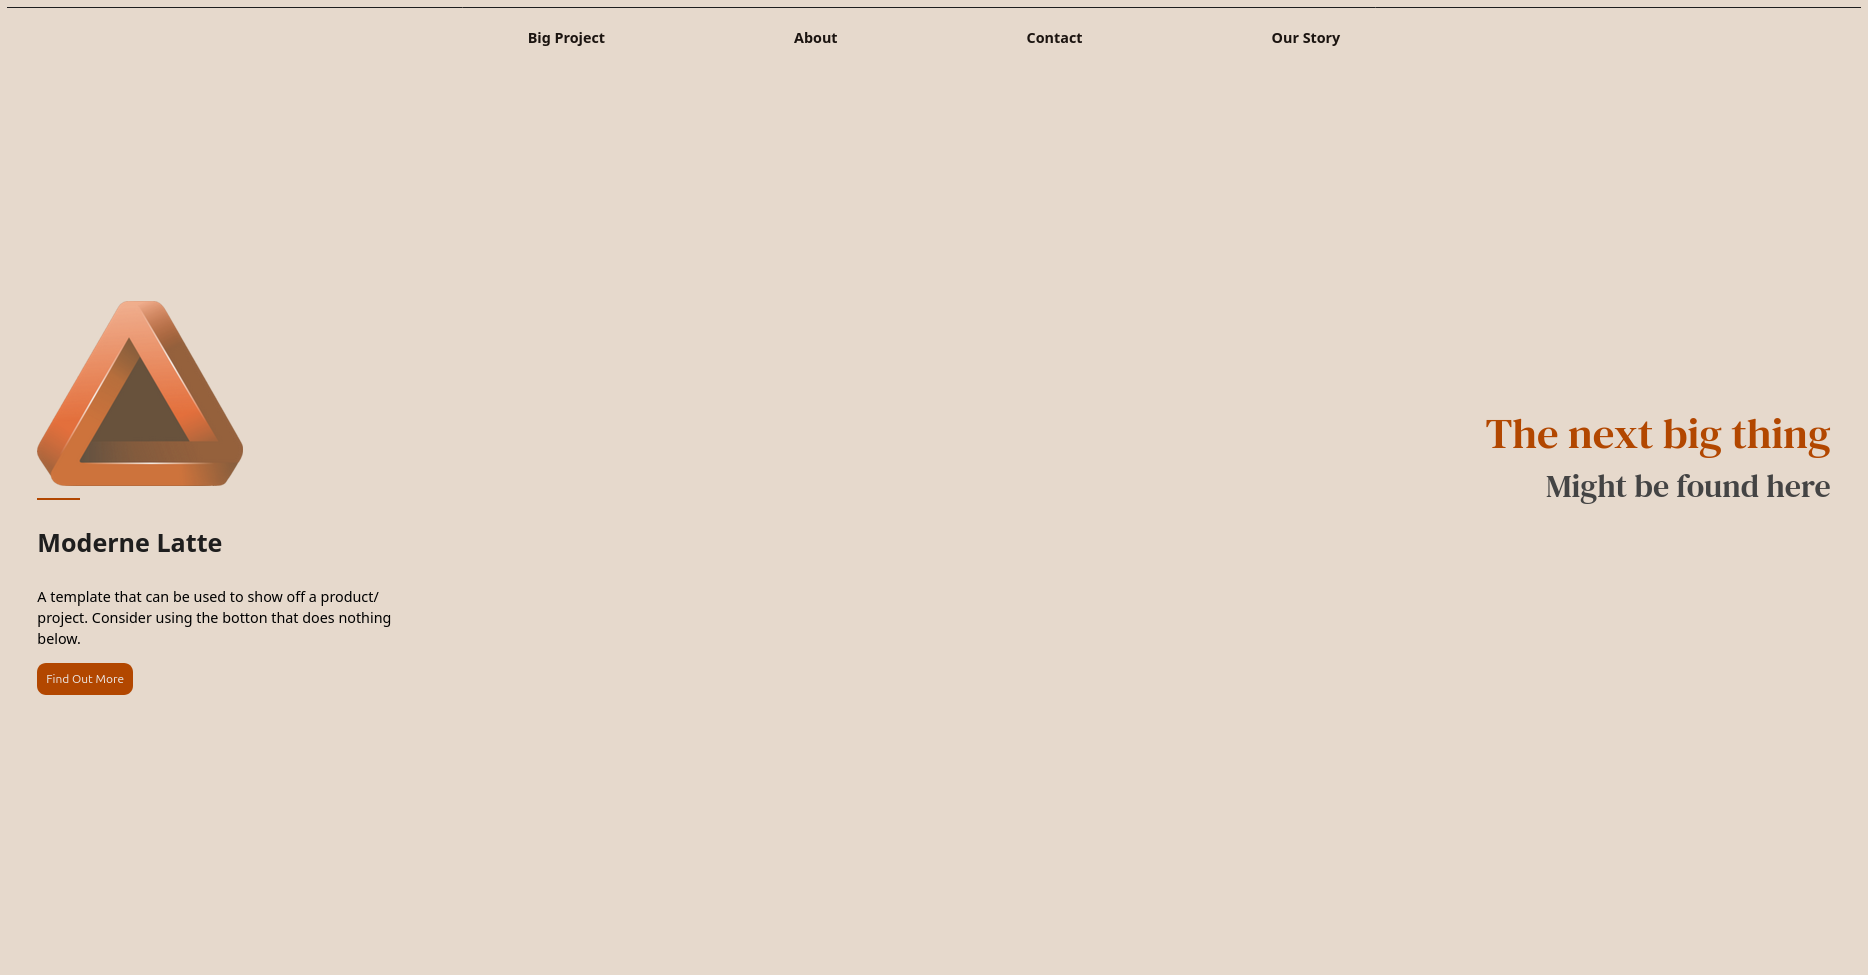 Big Project About Contact Our Story
The next big thing
Might be found here
Moderne Latte
A template that can be used to show off a product/
project. Consider using the botton that does nothing
below.
Find Out More